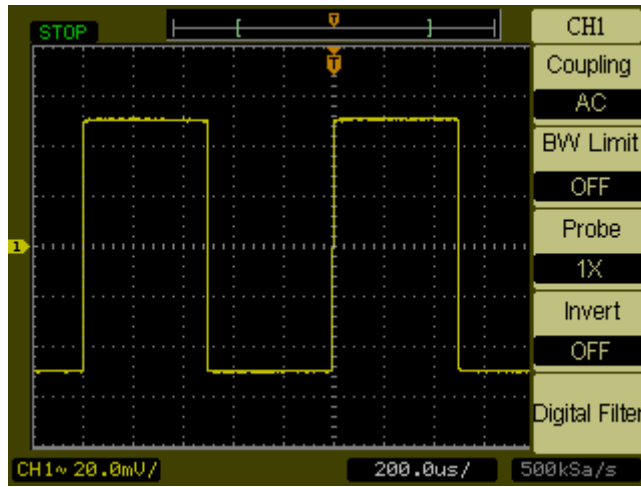 STOP
T
CH1
T
Coupling
AC
BW Limit
OFF
Probe
1
1X
Invert
OFF
Digital Filter
CH1~ 20.0mV/ 200.0us/ 500kSa/s